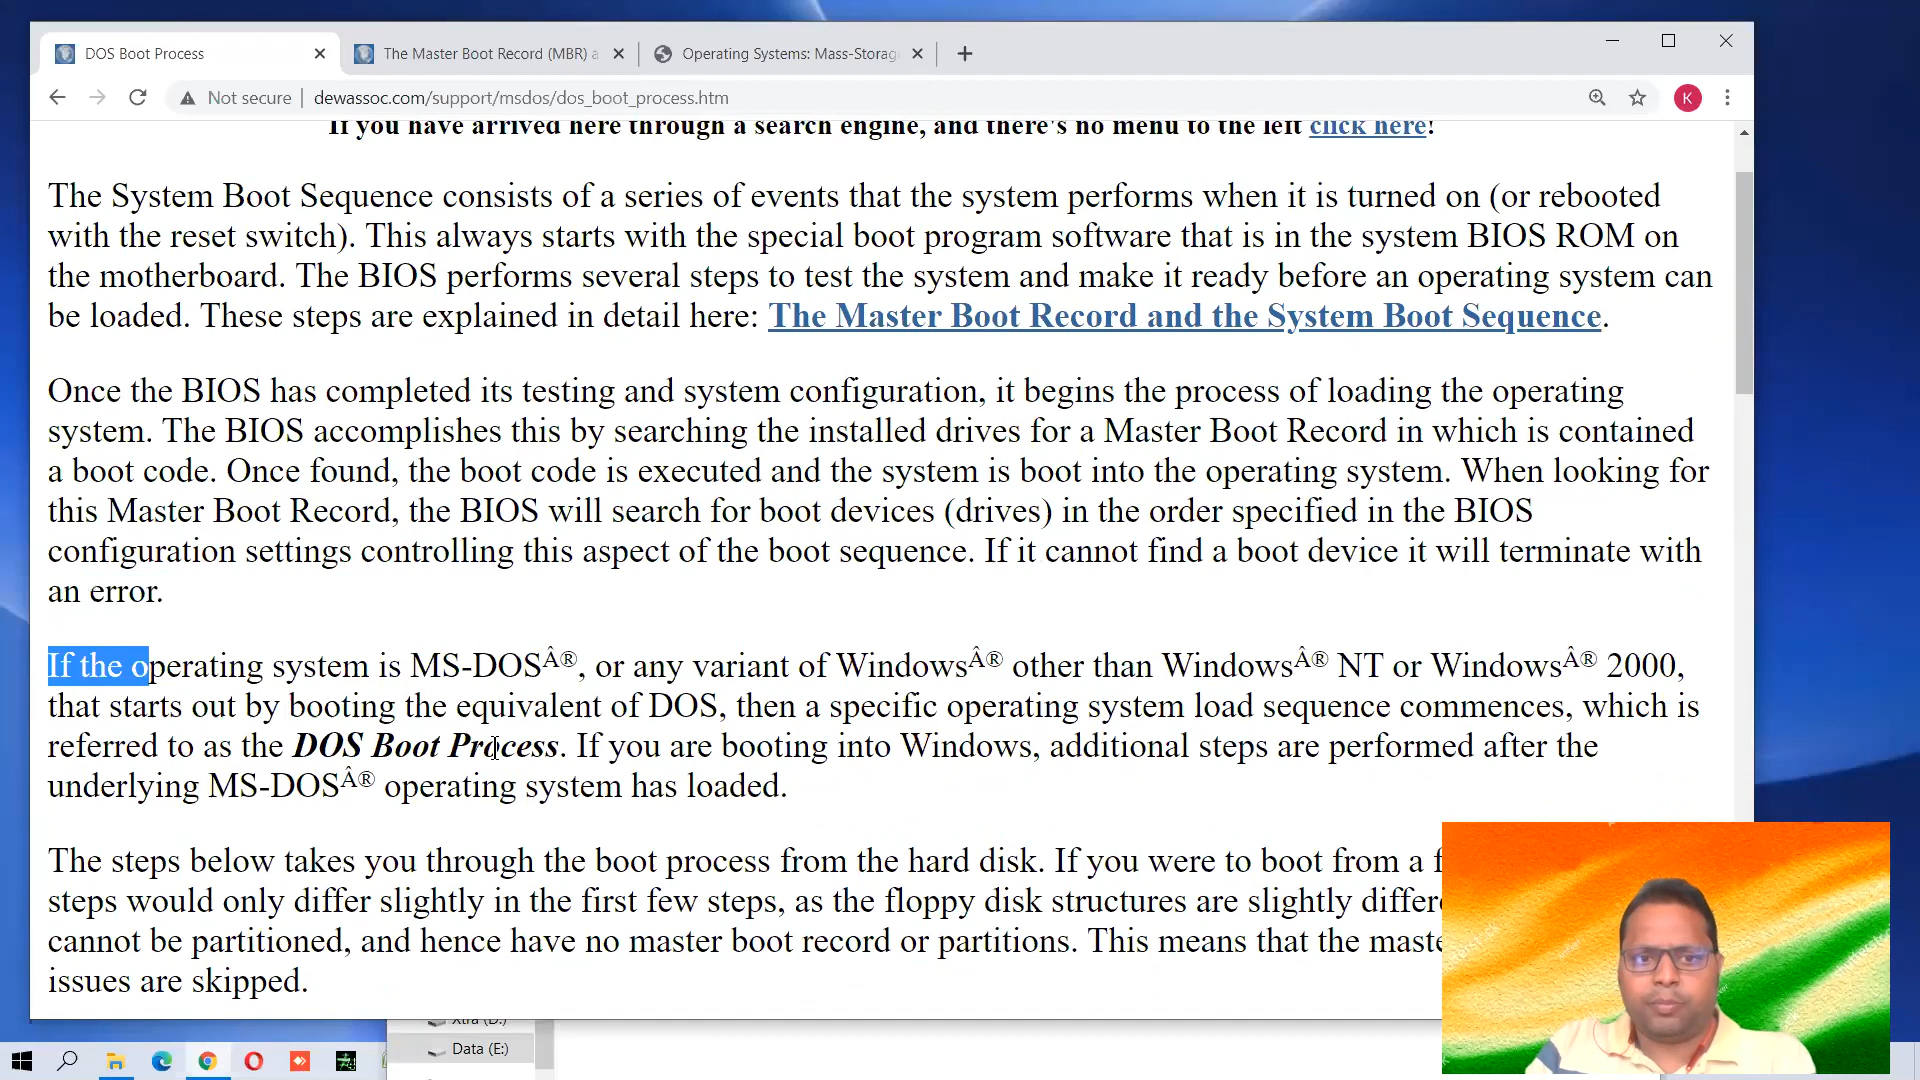 DOS Boot Process
The Master Boot Record (MBR) a
Operating Systems: Mass-Storag
Not secure
dewassoc.com/support/msdos/dos_boot_process.htm
K
If you have arrived here through a search engine, and there's no menu to the left click here!
The System Boot Sequence consists of a series of events that the system performs when it is turned on (or rebooted
with the reset switch). This always starts with the special boot program software that is in the system BIOS ROM on
the motherboard. The BIOS performs several steps to test the system and make it ready before an operating system can
be loaded. These steps are explained in detail here: The Master Boot Record and the System Boot Sequence.
Once the BIOS has completed its testing and system configuration, it begins the process of loading the operating
system. The BIOS accomplishes this by searching the installed drives for a Master Boot Record in which is contained
a boot code. Once found, the boot code is executed and the system is boot into the operating system. When looking for
this Master Boot Record, the BIOS will search for boot devices (drives) in the order specified in the BIOS
configuration settings controlling this aspect of the boot sequence. If it cannot find a boot device it will terminate with
an error.
If the operating system is MS-DOSÂ®, or any variant of WindowsÂ® other than WindowsÂ® NT or WindowsÂ® 2000,
that starts out by booting the equivalent of DOS, then a specific operating system load sequence commences, which is
referred to as the DOS Boot Process. If you are booting into Windows, additional steps are performed after the
underlying MS-DOSÂ® operating system has loaded.
The steps below takes you through the boot process from the hard disk. If you were to boot from a f
steps would only differ slightly in the first few steps, as the floppy disk structures are slightly differe
cannot be partitioned, and hence have no master boot record or partitions. This means that the maste
issues are skipped.
Xtra (D:)
Data (E:)